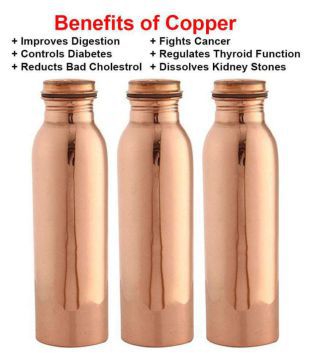 Benefits of Copper
+ Improves Digestion + Fights Cancer
+ Controls Diabetes + Regulates Thyroid Function
+ Reducts Bad Cholestrol + Dissolves Kidney Stones